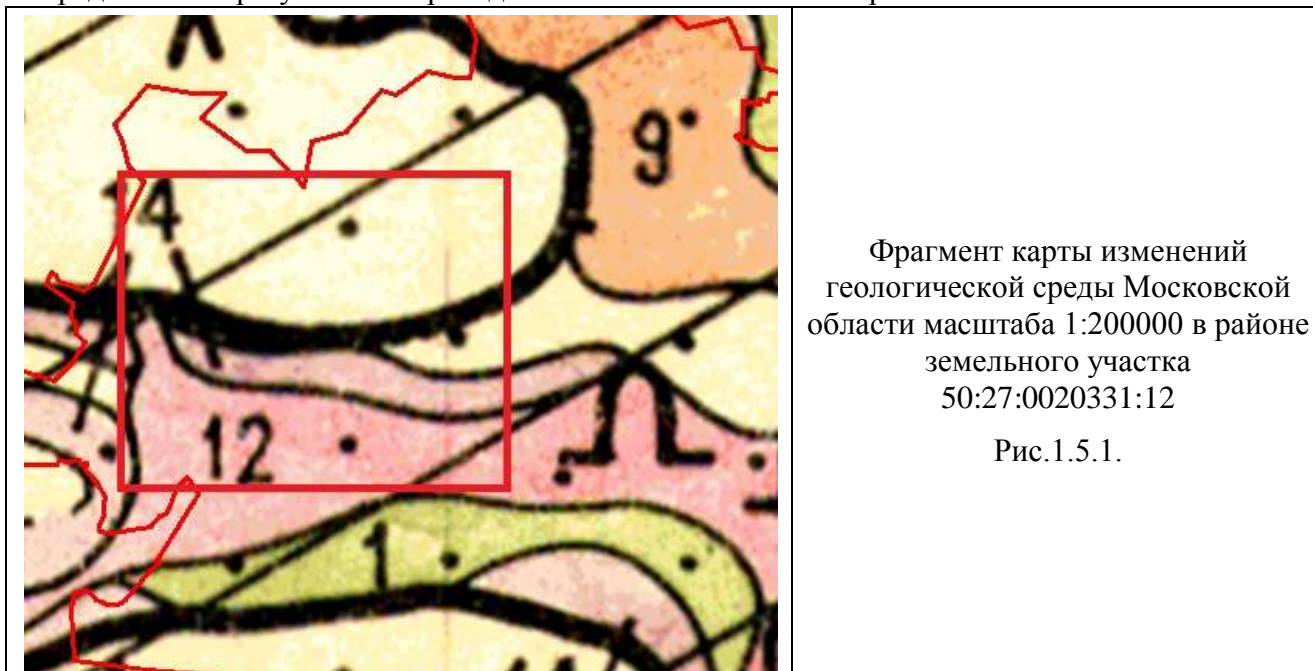 9
14
12
1
Фрагмент карты изменений
геологической среды Московской
области масштаба 1:200000 в районе
земельного участка
50:27:0020331:12
Рис.1.5.1.